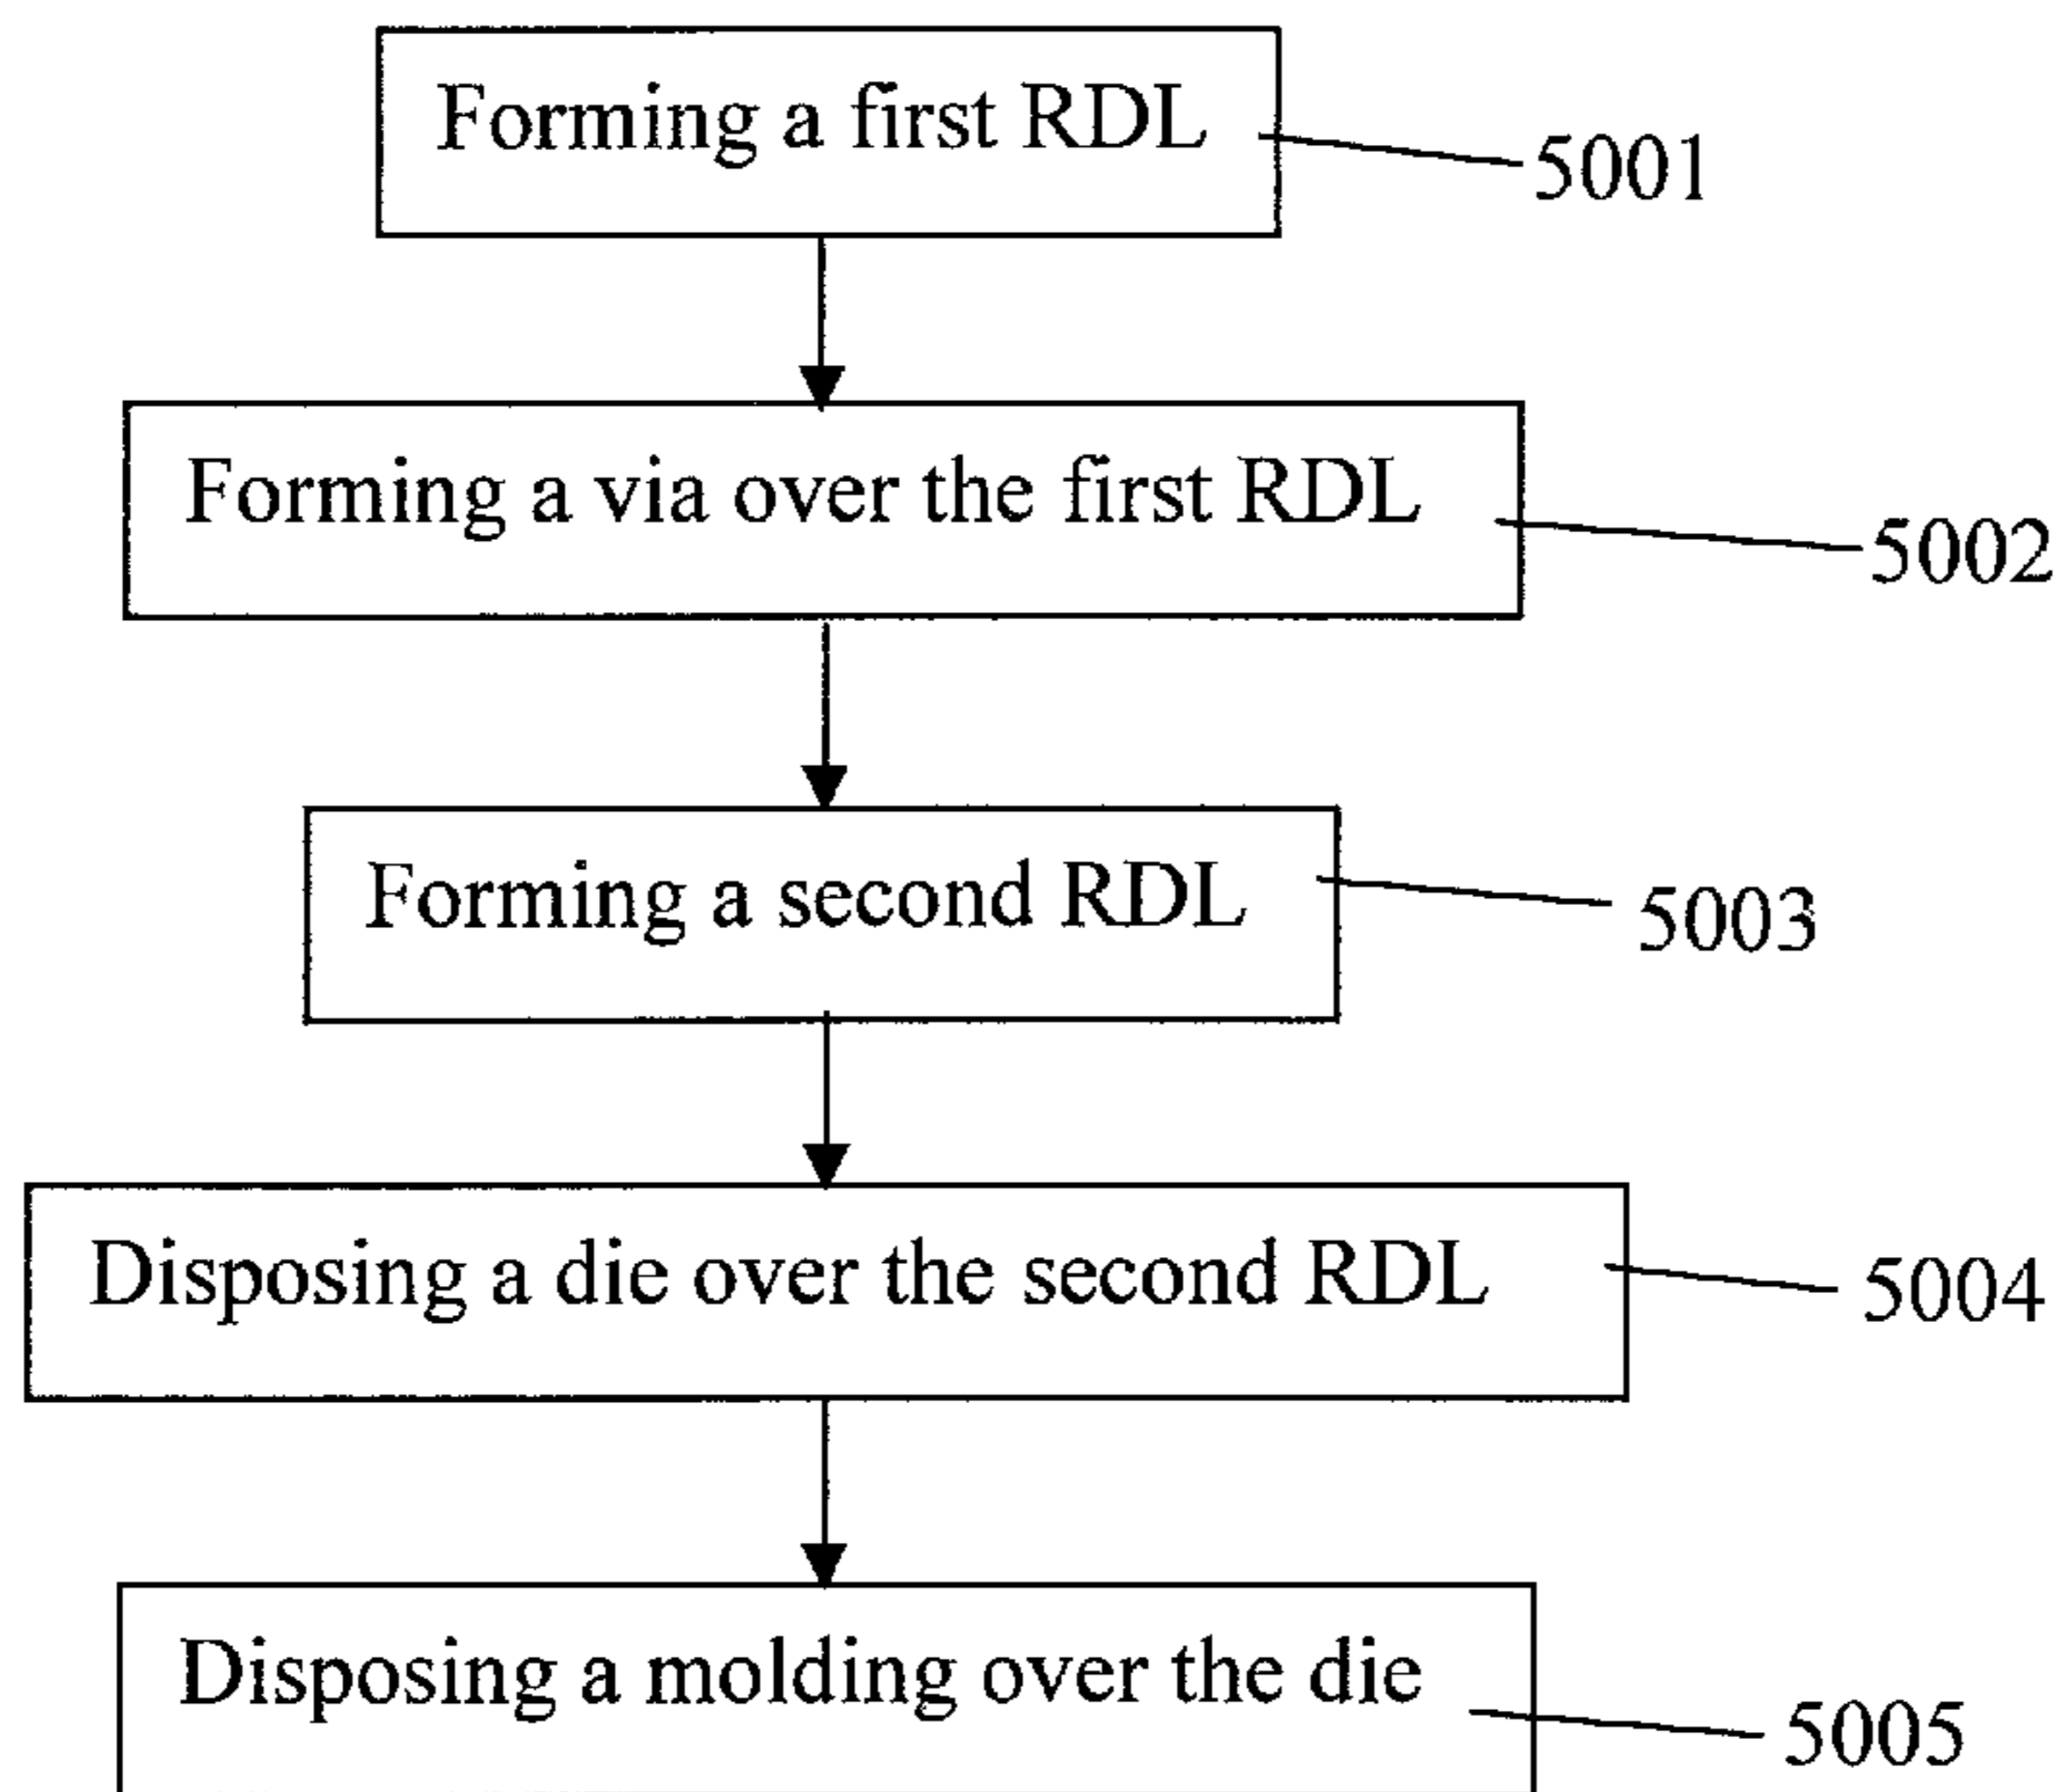 Forming a first RDL
5001
Forming a via over the first RDL
5002
Forming a second RDL
5003
Disposing a die over the second RDL
5004
Disposing a molding over the die
5005